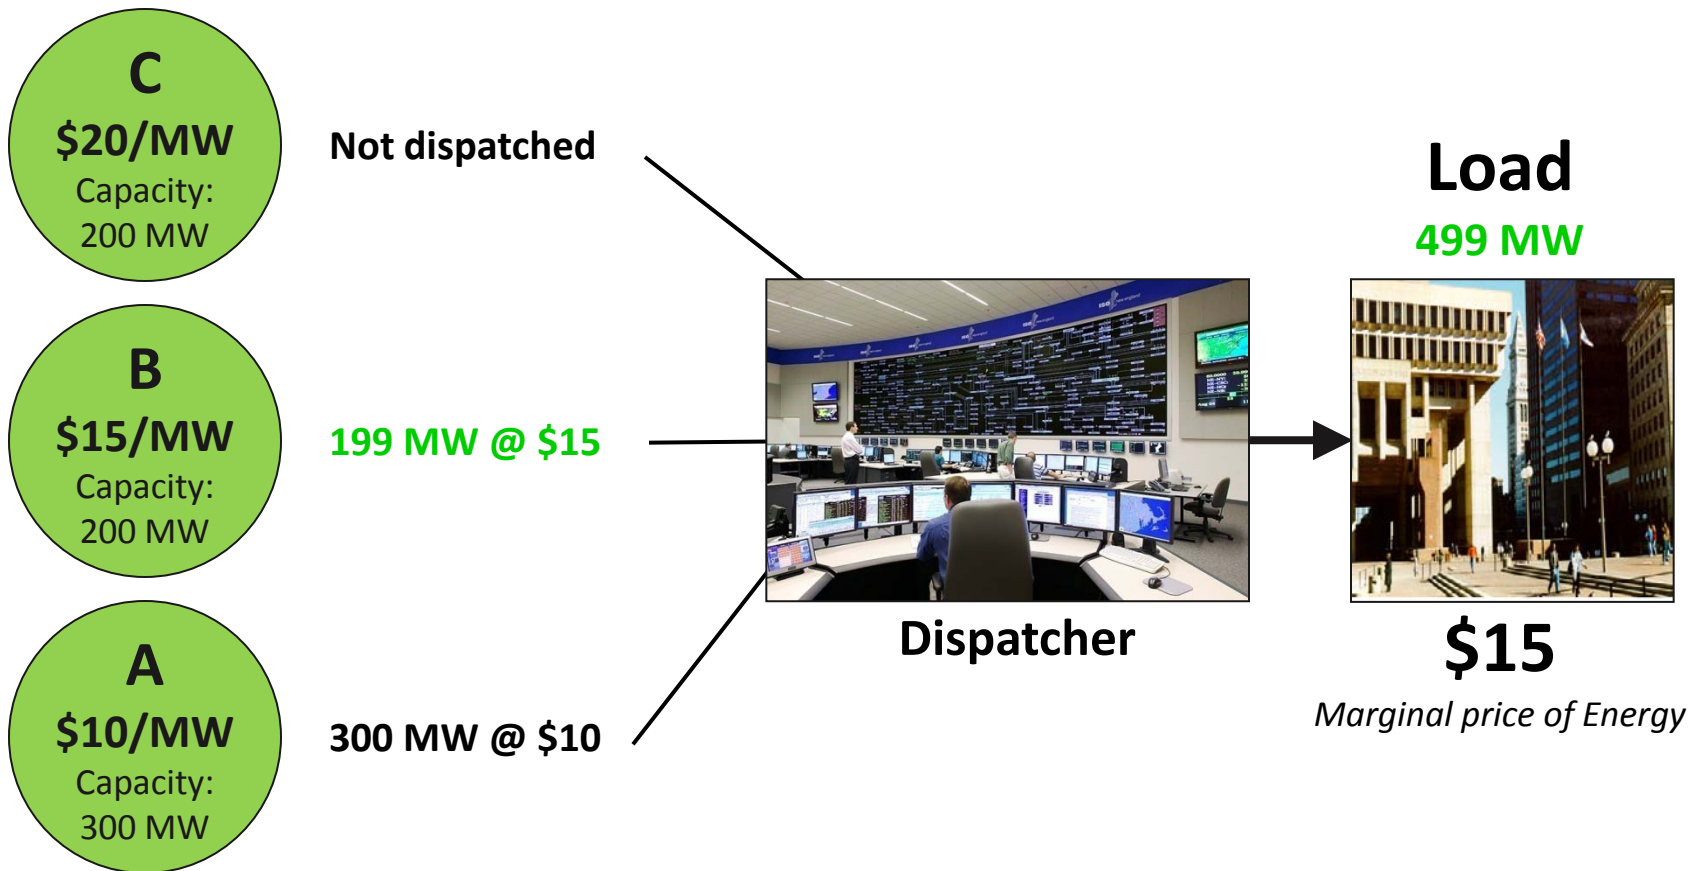 C
$20/MW
Capacity:
200 MW
Not dispatched
B
$15/MW
Capacity:
200 MW
199 MW @ $15
A
$10/MW
Capacity:
300 MW
300 MW @ $10
Dispatcher
Load
499 MW
$15
Marginal price of Energy